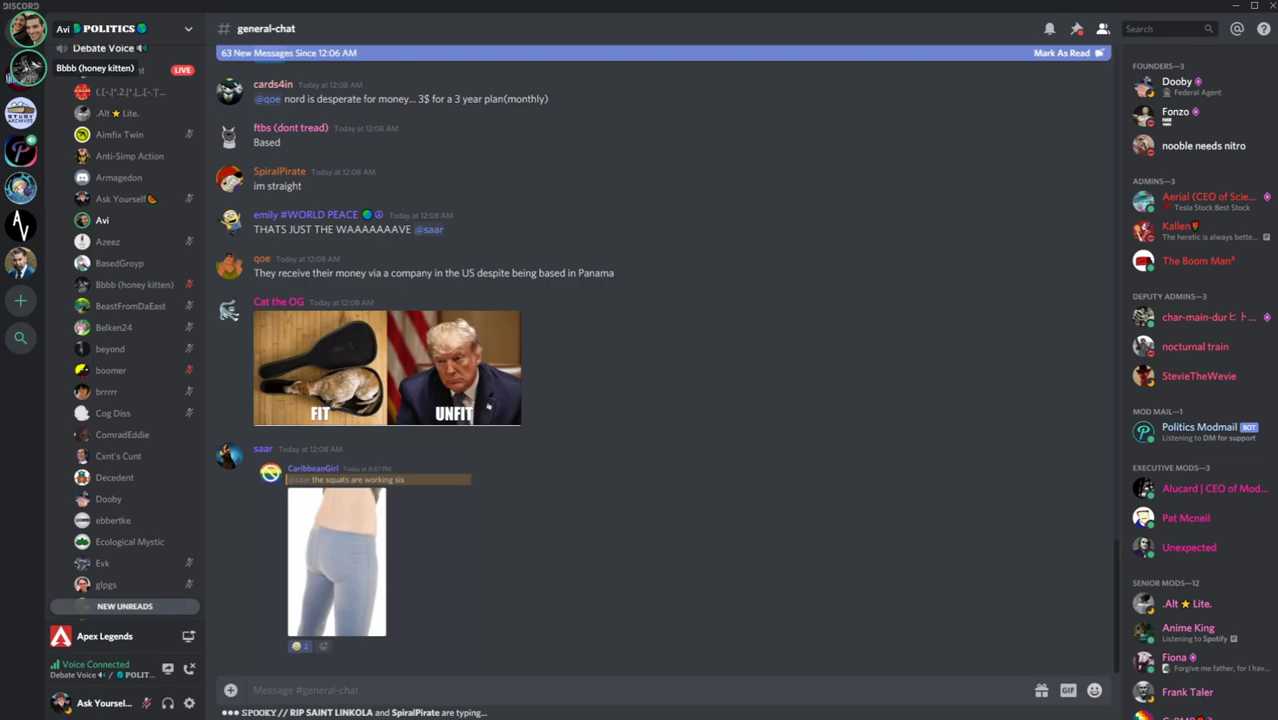 DISCORD
Avi 🌎 POLITICS 🌎
Debate Voice 🔊
Bbbb (honey kitten)
LIVE
.Alt ⭐ Lite.
Aimfix Twin
Anti-Simp Action
Armagedon
Ask Yourself 🍉
Avi
Azeez
BasedGroyp
Bbbb (honey kitten)
BeastFromDaEast
Belken24
beyond
boomer
brrrrr
Cog Diss
ComradEddie
Cxnt's Cunt
Decedent
Dooby
ebbertke
Ecological Mystic
Evk
glpgs
NEW UNREADS
Apex Legends
Voice Connected
Debate Voice 🔊 / 🌎 POLIT...
Ask Yoursel...
# general-chat
Search
63 New Messages Since 12:06 AM
Mark As Read
cards4in Today at 12:08 AM
@qoe nord is desperate for money... 3$ for a 3 year plan(monthly)
ftbs (dont tread) Today at 12:08 AM
Based
SpiralPirate Today at 12:08 AM
im straight
emily #WORLD PEACE 🌎 ☮ Today at 12:08 AM
THATS JUST THE WAAAAAAAVE @saar
qoe Today at 12:08 AM
They receive their money via a company in the US despite being based in Panama
Cat the OG Today at 12:08 AM
FIT
UNFIT
saar Today at 12:08 AM
CaribbeanGirl Today at 8:47 PM
@saar the squats are working sis
2
Message #general-chat
GIF
SPOOKY // RIP SAINT LINKOLA and SpiralPirate are typing...
FOUNDERS—3
Dooby
Federal Agent
Fonzo
nooble needs nitro
ADMINS—3
Aerial (CEO of Scie...
Tesla Stock Best Stock
Kallen🌹
The heretic is always bette...
The Boom Man³
DEPUTY ADMINS—3
char-main-durヒト...
nocturnal train
StevieTheWevie
MOD MAIL—1
Politics Modmail BOT
Listening to DM for support
EXECUTIVE MODS—3
Alucard | CEO of Mod...
Pat Mcneil
Unexpected
SENIOR MODS—12
.Alt ⭐ Lite.
Anime King
Listening to Spotify
Fiona
Forgive me father, for I hav...
Frank Taler